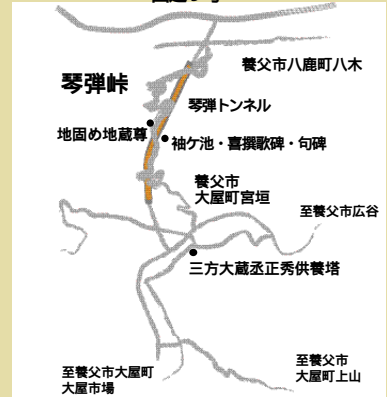 養父市八鹿町八木
琴弾峠
琴弾トンネル
地固め地蔵尊
袖ケ池・喜撰歌碑・句碑
養父市
大屋町宮垣
至養父市広谷
三方大蔵丞正秀供養塔
至養父市大屋町
大屋市場
至養父市
大屋町上山